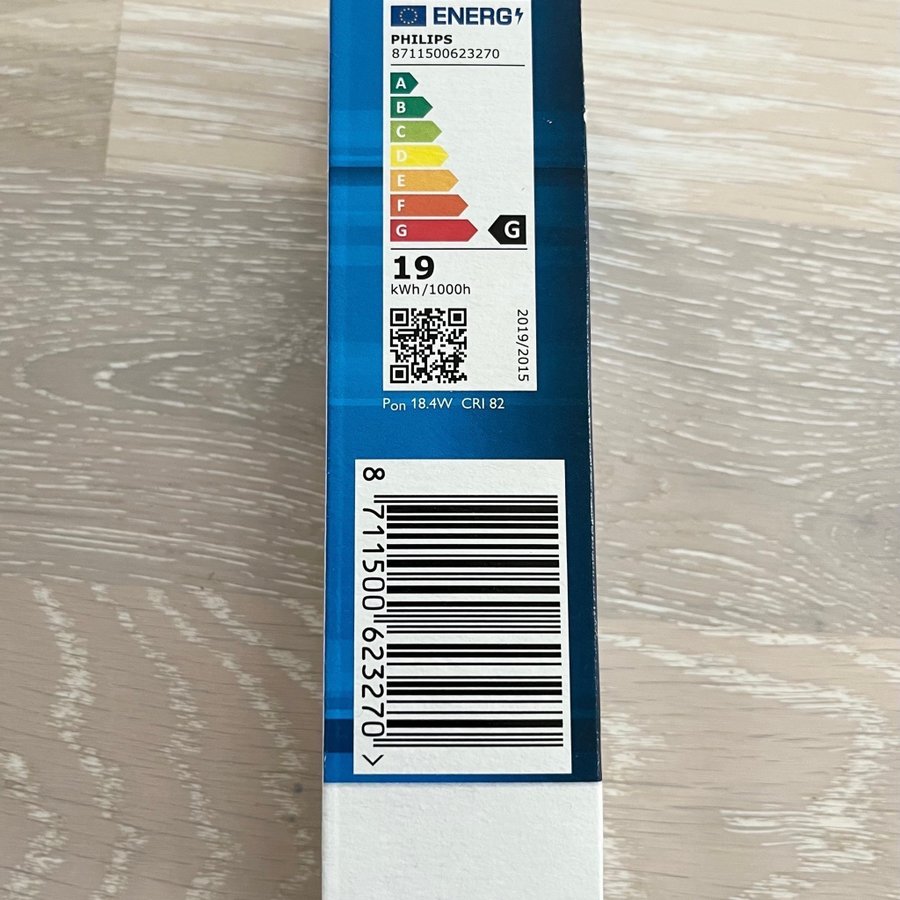 ENERG
PHILIPS
8711500623270
A
B
C
D
E
F
G
G
19
kWh/1000h
2019/2015
Pon 18.4W CRI 82
8 711500 623270 >